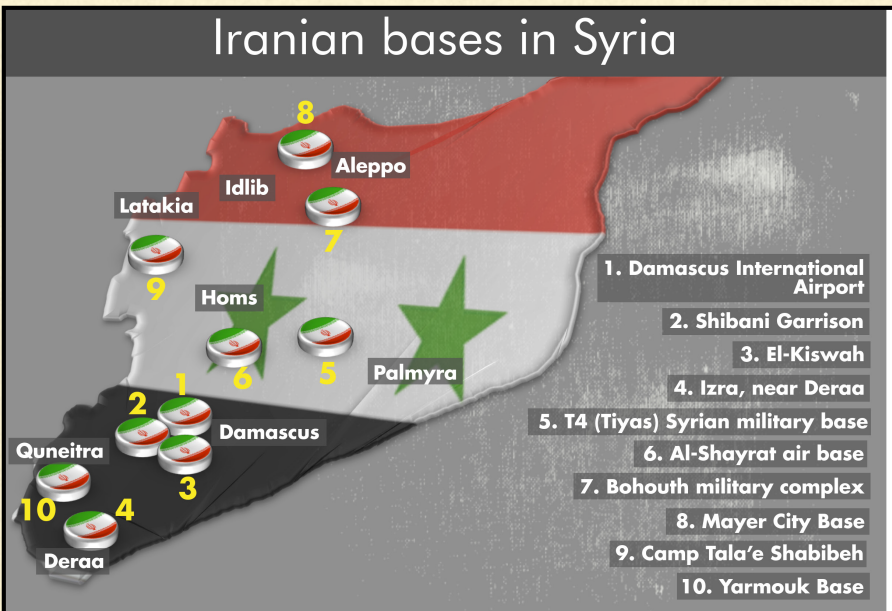 Iranian bases in Syria
8
Aleppo
Idlib
Latakia
7
9
Homs
6
5
Palmyra
1
2
Damascus
Quneitra
3
10
4
Deraa
1. Damascus International
Airport
2. Shibani Garrison
3. El-Kiswah
4. Izra, near Deraa
5. T4 (Tiyas) Syrian military base
6. Al-Shayrat air base
7. Bohouth military complex
8. Mayer City Base
9. Camp Tala'e Shabibeh
10. Yarmouk Base